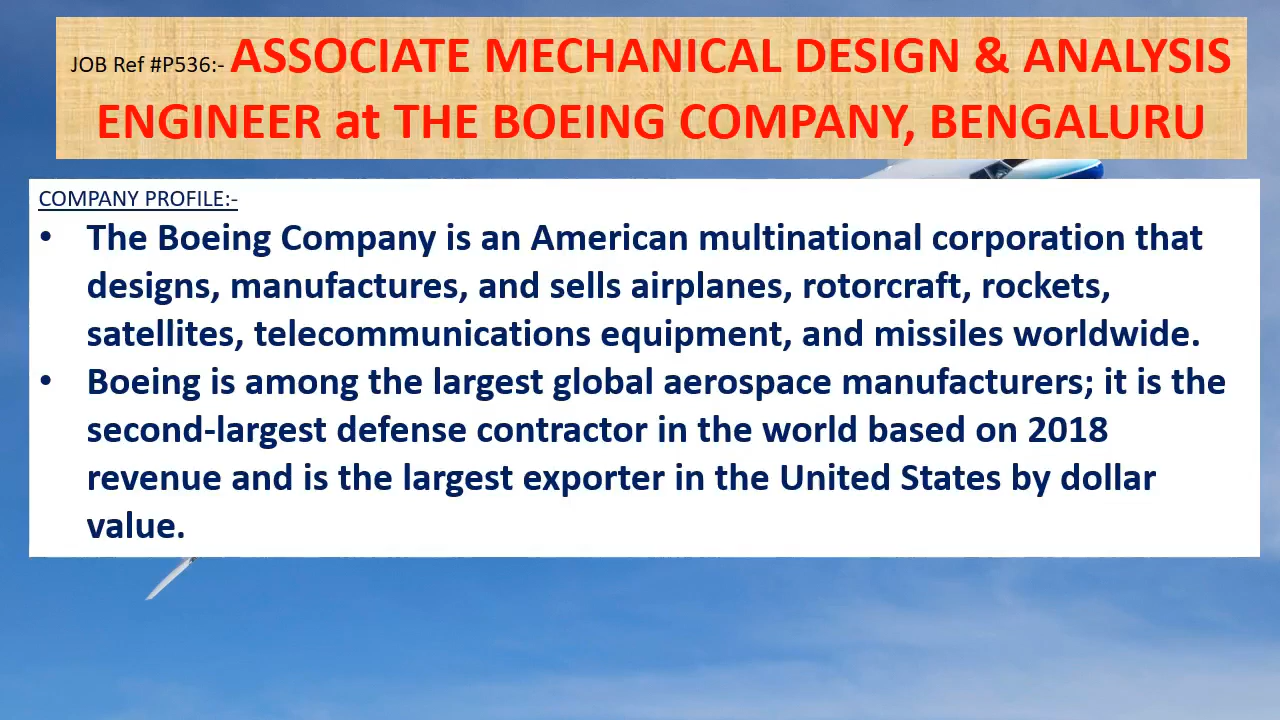 JOB Ref #P536:- ASSOCIATE MECHANICAL DESIGN & ANALYSIS
ENGINEER at THE BOEING COMPANY, BENGALURU
COMPANY PROFILE:-
• The Boeing Company is an American multinational corporation that
designs, manufactures, and sells airplanes, rotorcraft, rockets,
satellites, telecommunications equipment, and missiles worldwide.
• Boeing is among the largest global aerospace manufacturers; it is the
second-largest defense contractor in the world based on 2018
revenue and is the largest exporter in the United States by dollar
value.